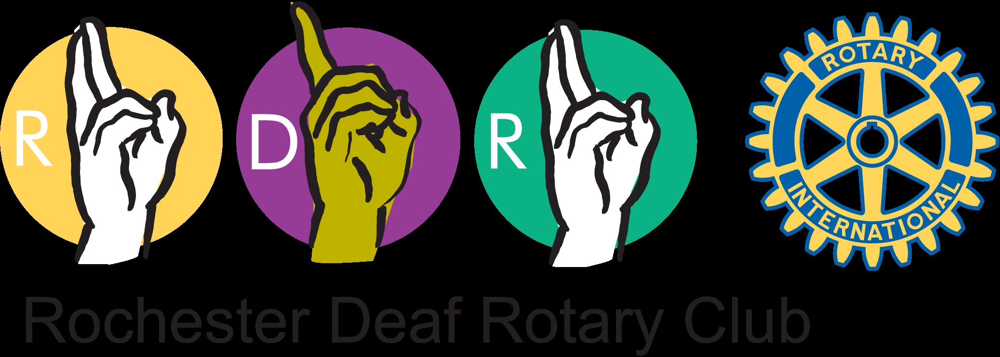 R
D
R
ROTARY
INTERNATIONAL
Rochester Deaf Rotary Club